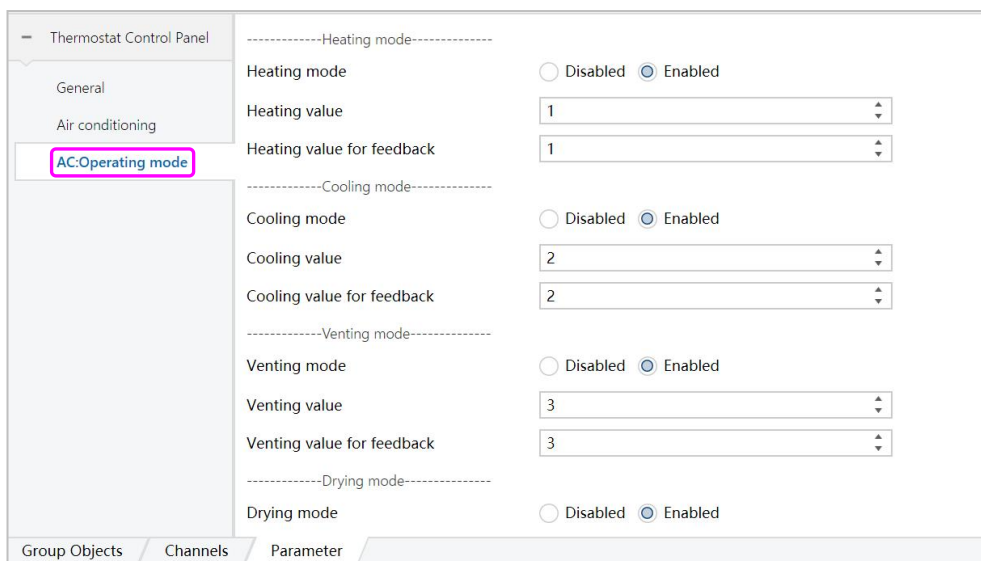 Thermostat Control Panel
General
Air conditioning
AC:Operating mode
-------------Heating mode-------------
Heating mode Disabled Enabled
Heating value 1
Heating value for feedback 1
-------------Cooling mode-------------
Cooling mode Disabled Enabled
Cooling value 2
Cooling value for feedback 2
-------------Venting mode-------------
Venting mode Disabled Enabled
Venting value 3
Venting value for feedback 3
-------------Drying mode--------------
Drying mode Disabled Enabled
Group Objects Channels Parameter